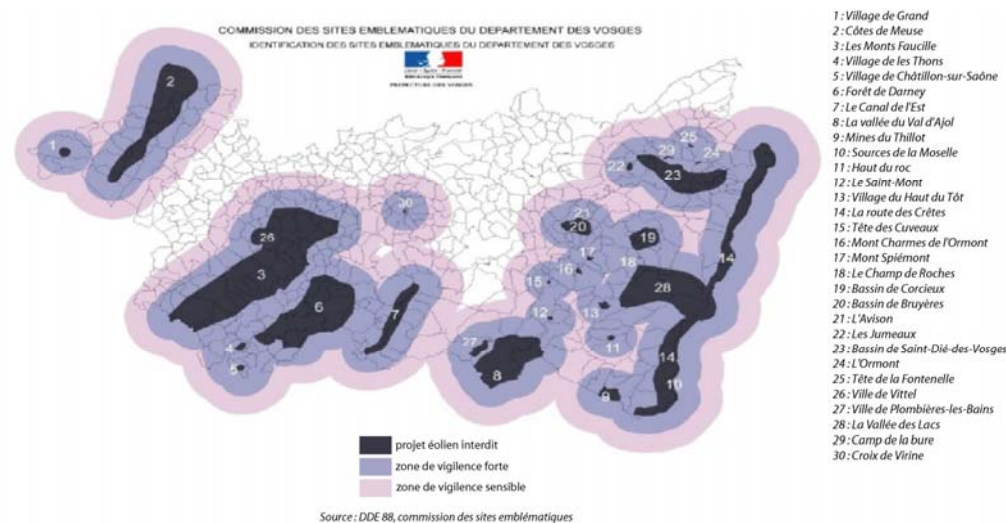 COMMISSION DES SITES EMBLEMATIQUES DU DEPARTEMENT DES VOSGES
IDENTIFICATION DES SITES EMBLEMATIQUES DU DEPARTEMENT DES VOSGES
PREFECTURE DES VOSGES
1 : Village de Grand
2 : Côtes de Meuse
3 : Les Monts Faucille
4 : Village de les Thons
5 : Village de Châtillon-sur-Saône
6 : Forêt de Darney
7 : Le Canal de l'Est
8 : La vallée du Val d'Ajol
9 : Mines du Thillot
10 : Sources de la Moselle
11 : Haut du roc
12 : Le Saint-Mont
13 : Village du Haut du Tôt
14 : La route des Crêtes
15 : Tête des Cuveaux
16 : Mont Charmes de l'Ormont
17 : Mont Spiémont
18 : Le Champ de Roches
19 : Bassin de Corcieux
20 : Bassin de Bruyères
21 : L'Avison
22 : Les Jumeaux
23 : Bassin de Saint-Dié-des-Vosges
24 : L'Ormont
25 : Tête de la Fontenelle
26 : Ville de Vittel
27 : Ville de Plombières-les-Bains
28 : La Vallée des Lacs
29 : Camp de la bure
30 : Croix de Virine
2
1
25
29
24
22
23
30
21
20
19
26
17
18
16
14
3
15
28
6
7
12
13
4
27
11
5
8
14
9
10
projet éolien interdit
zone de vigilence forte
zone de vigilence sensible
Source : DDE 88, commission des sites emblématiques